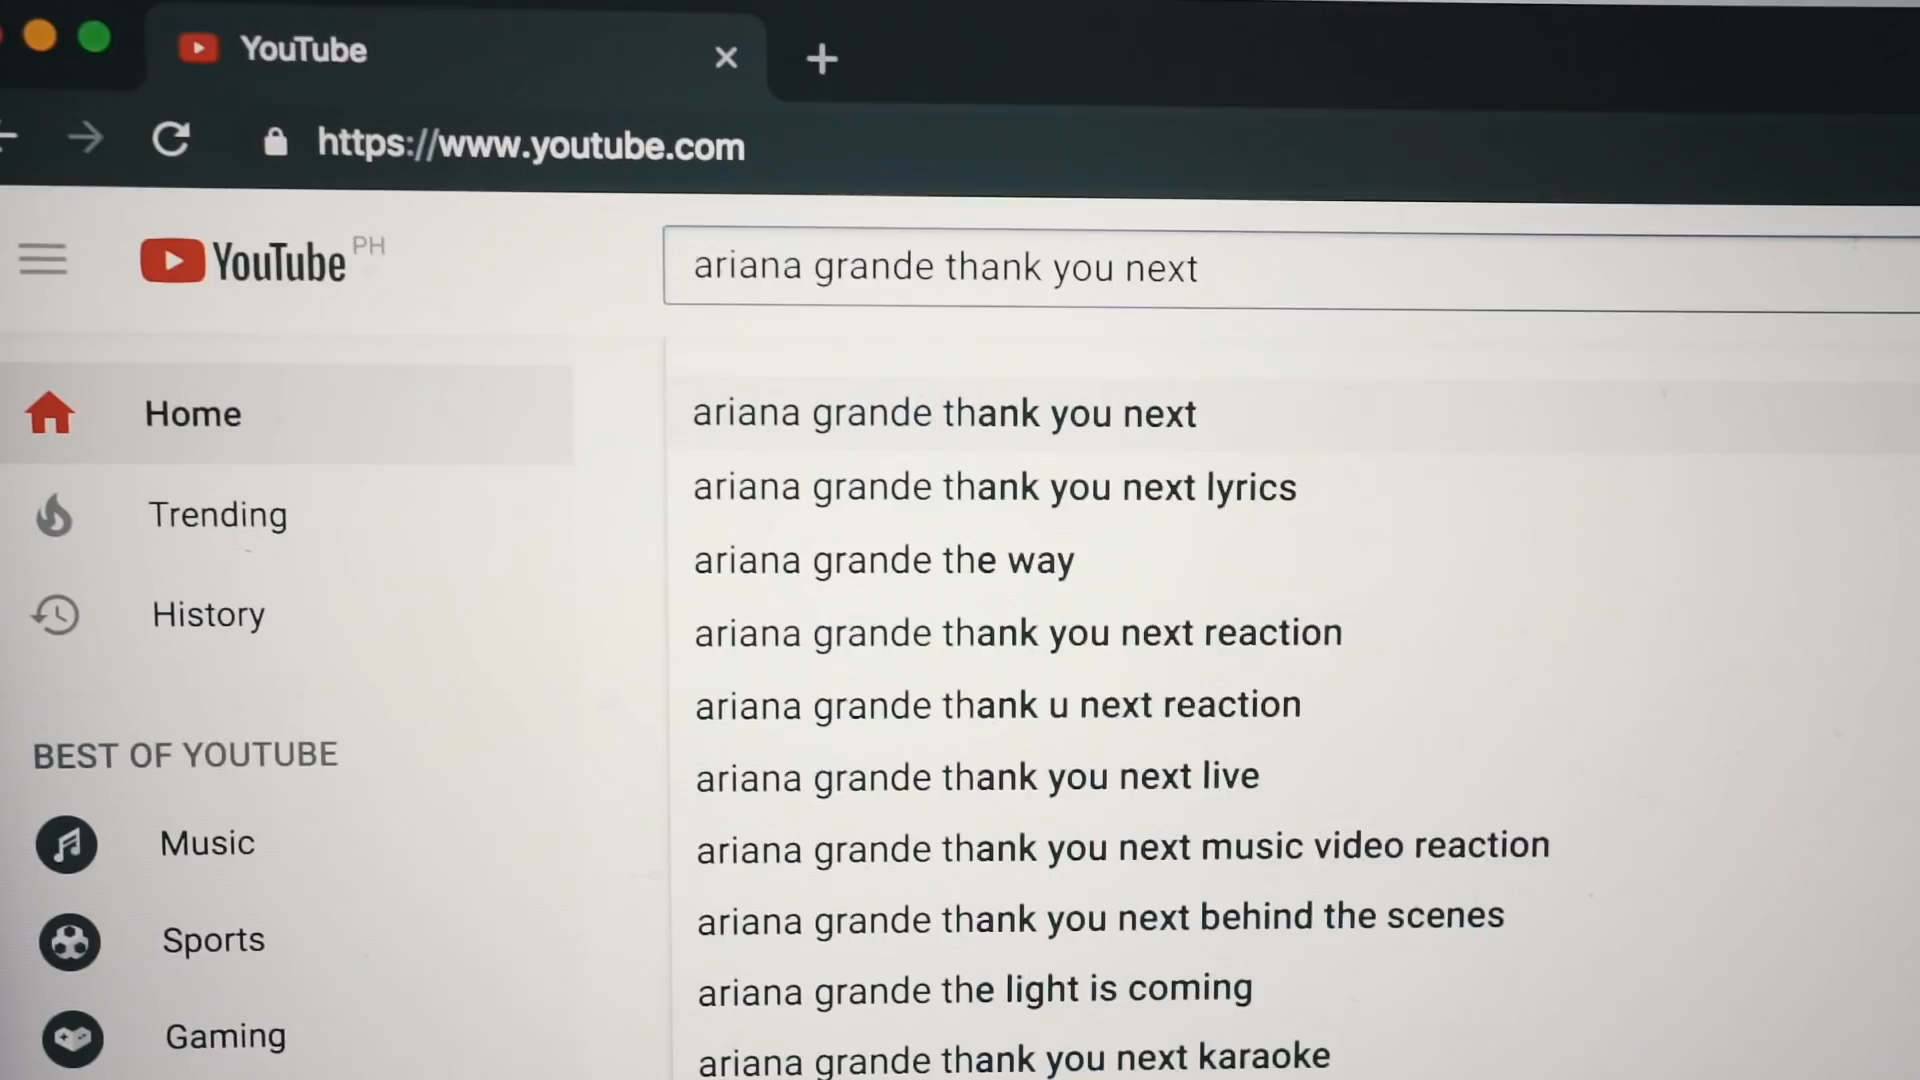 YouTube
https://www.youtube.com
YouTube PH
ariana grande thank you next
Home
Trending
History
BEST OF YOUTUBE
Music
Sports
Gaming
ariana grande thank you next
ariana grande thank you next lyrics
ariana grande the way
ariana grande thank you next reaction
ariana grande thank u next reaction
ariana grande thank you next live
ariana grande thank you next music video reaction
ariana grande thank you next behind the scenes
ariana grande the light is coming
ariana grande thank you next karaoke